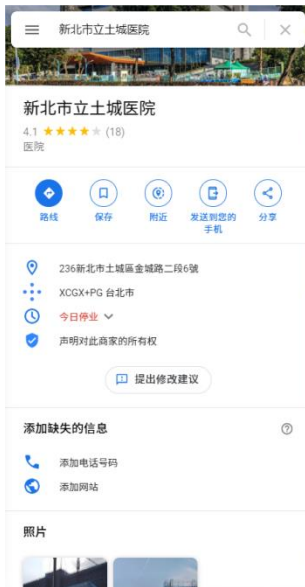 新北市立土城医院
新北市立土城医院
4.1 ★★★★★ (18)
医院
路线
保存
附近
发送到您的
手机
分享
236新北市土城區金城路二段6號
XCGX+PG 台北市
今日停业
声明对此商家的所有权
提出修改建议
添加缺失的信息
添加电话号码
添加网站
照片